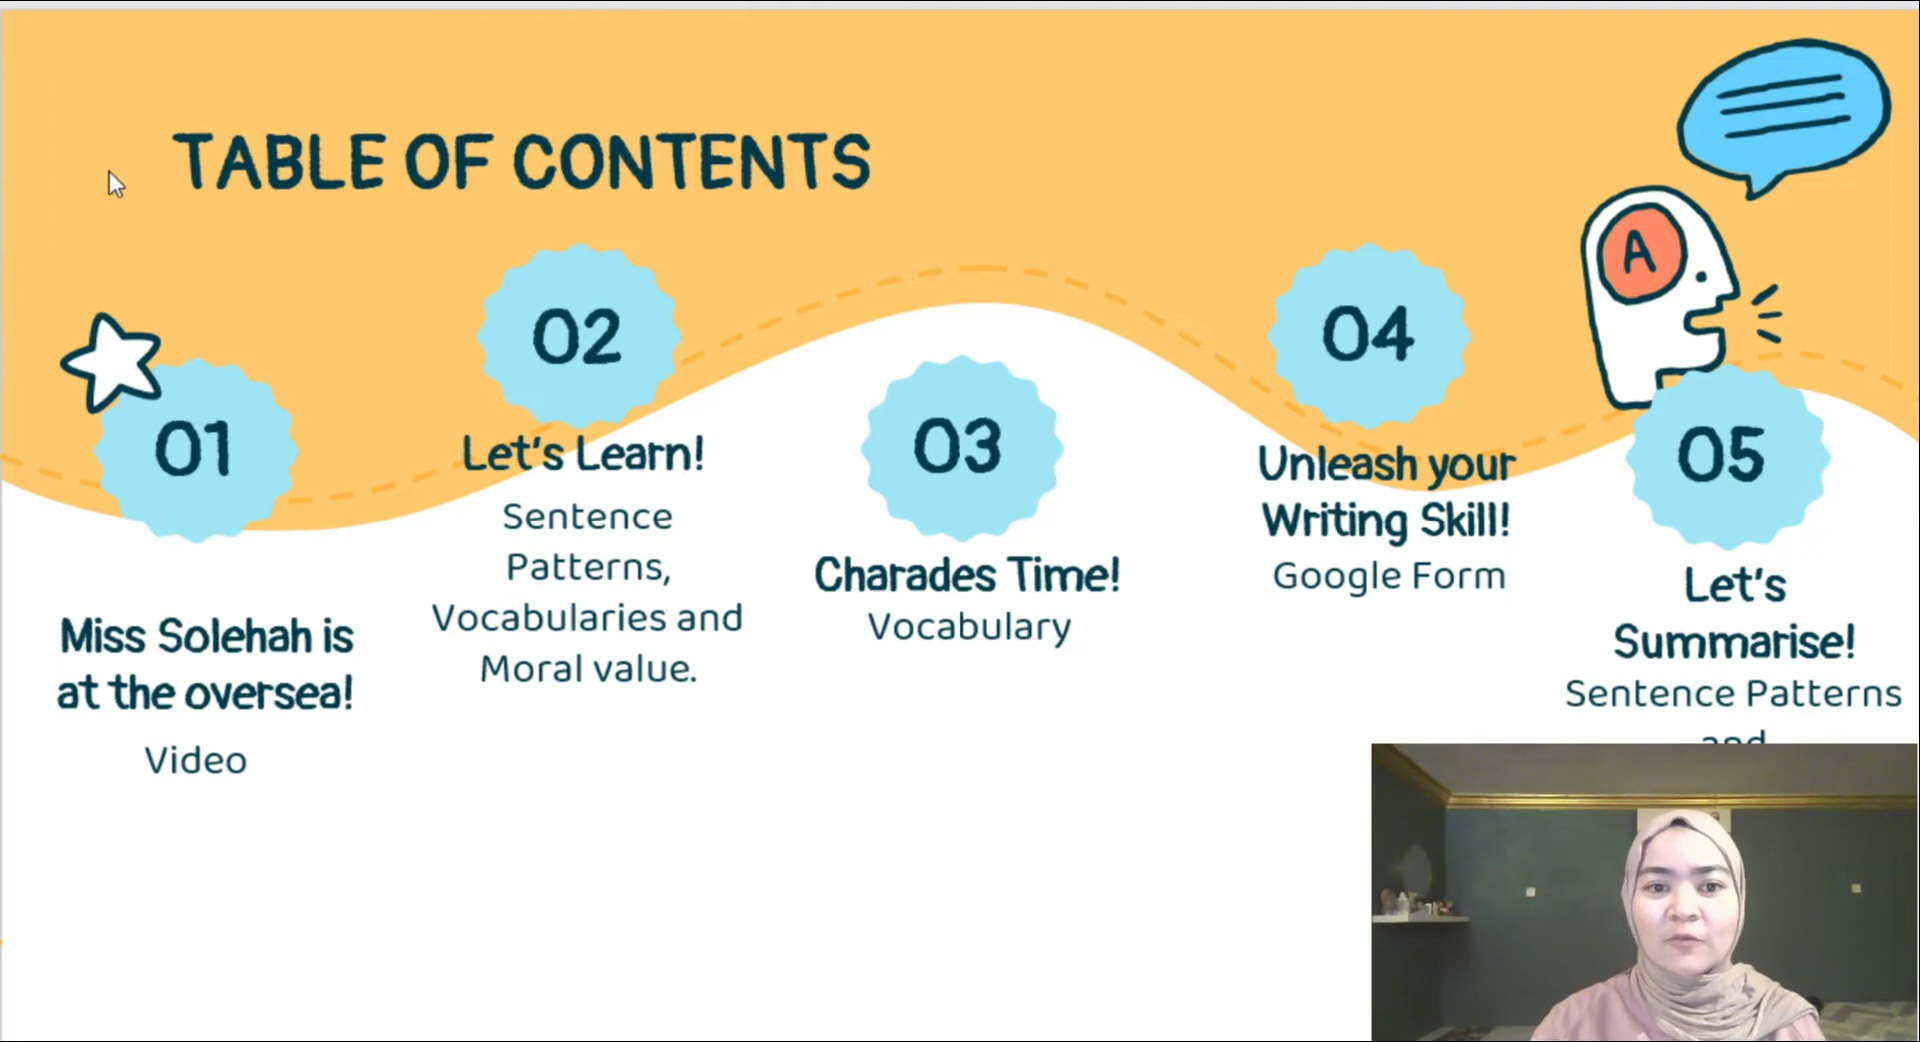 TABLE OF CONTENTS
A
01
Miss Solehah is
at the oversea!
Video
02
Let's Learn!
Sentence
Patterns,
Vocabularies and
Moral value.
03
Charades Time!
Vocabulary
04
Unleash your
Writing Skill!
Google Form
05
Let's
Summarise!
Sentence Patterns
and